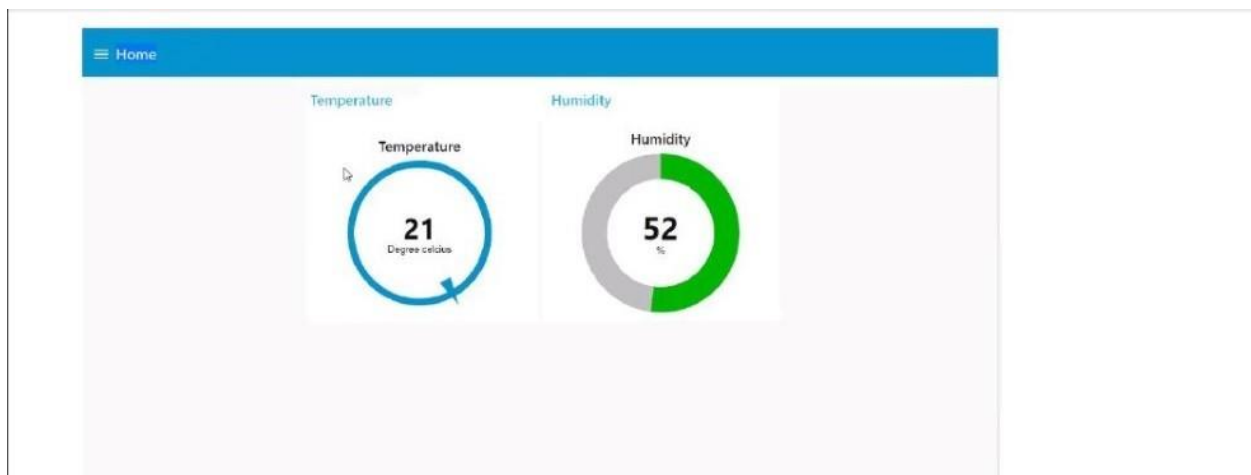 Home
Temperature
Humidity
Temperature
Humidity
21
Degree celcius
52
%